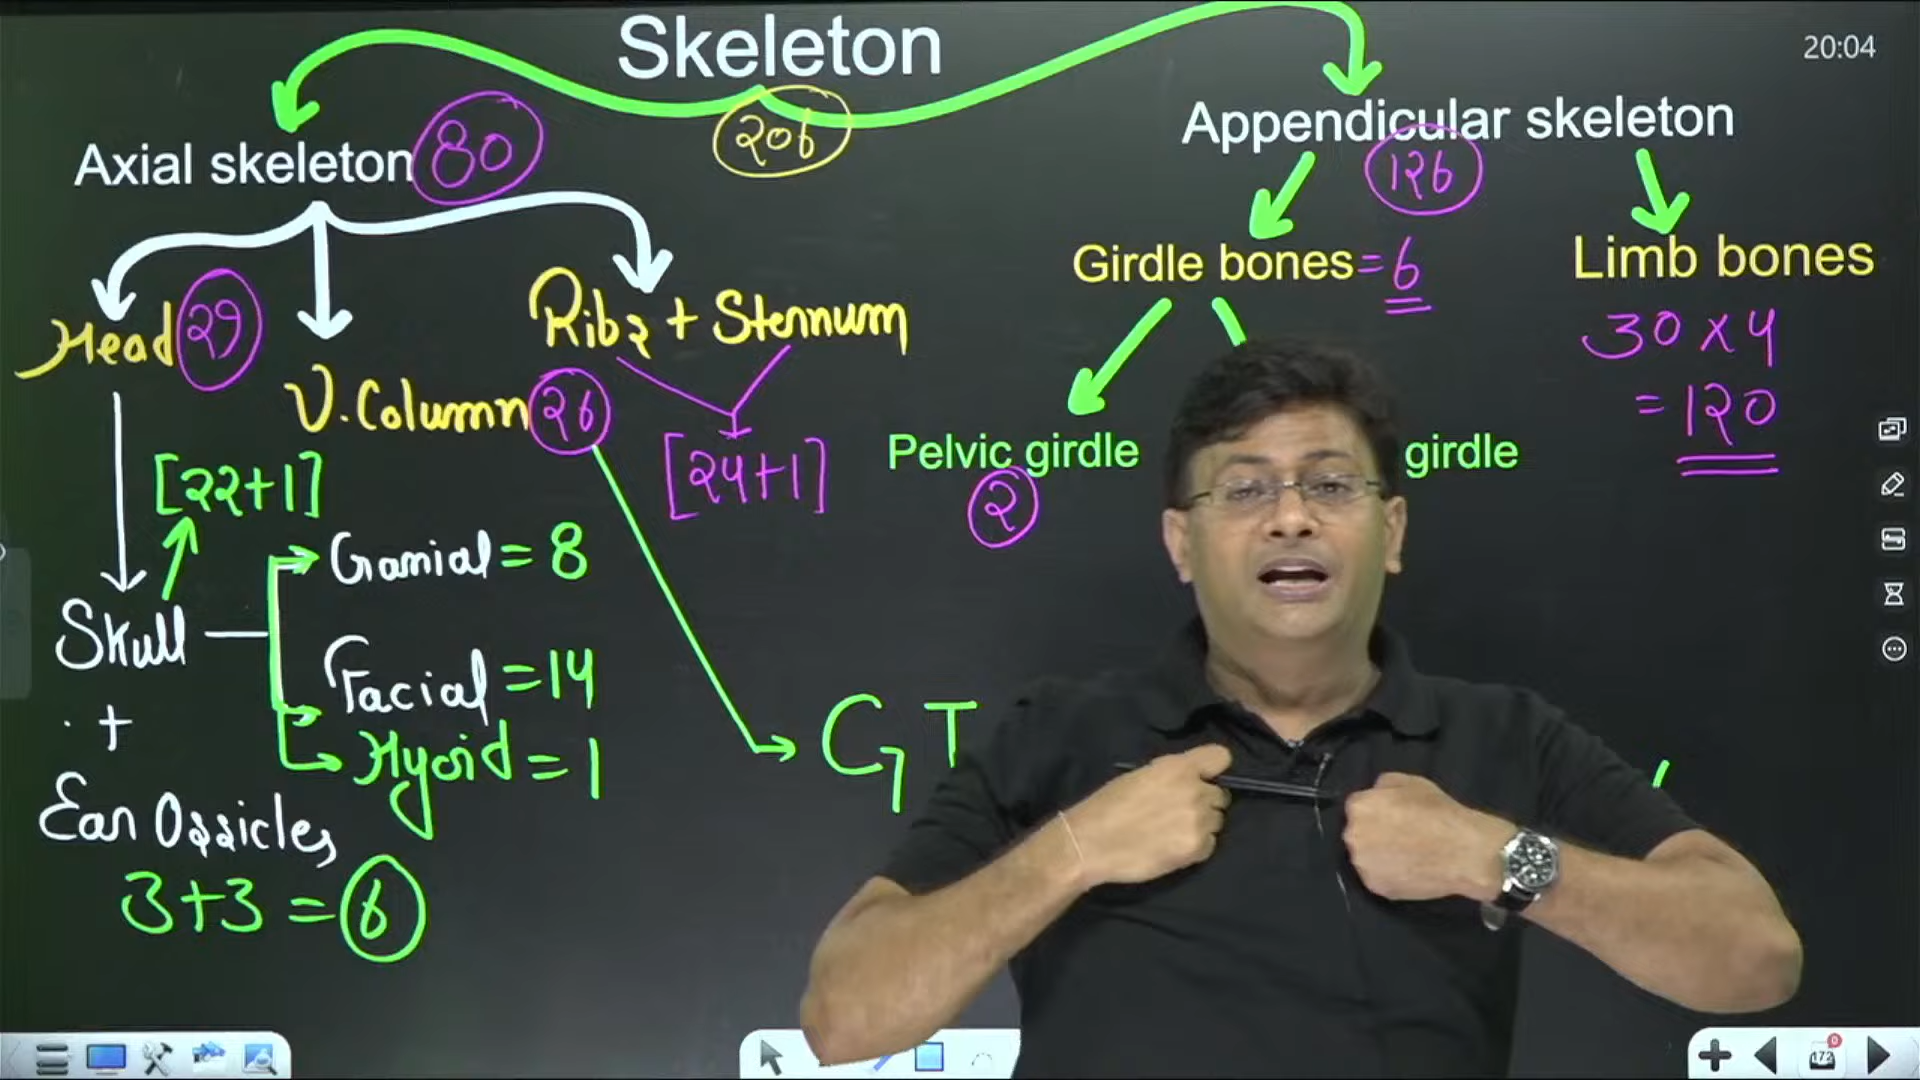 Skeleton
20:04
206
Axial skeleton 80
Appendicular skeleton
126
Head 29
V. Column 26
Ribs + Sternum
[24+1]
Girdle bones = 6
Limb bones
30 x 4
= 120
Pelvic girdle
2
girdle
[22+1]
Skull
Cranial = 8
Facial = 14
Hyoid = 1
+
Ear Ossicles
3+3 = 6
C7 T
172
0